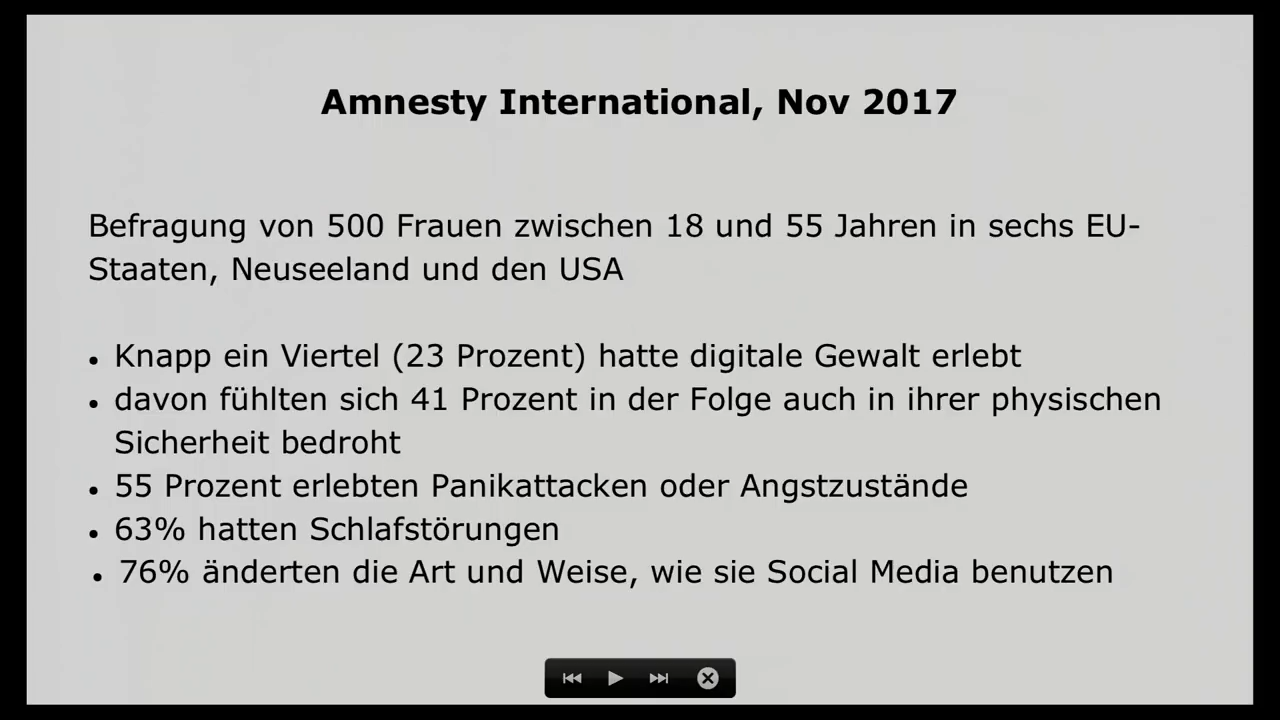 Amnesty International, Nov 2017
Befragung von 500 Frauen zwischen 18 und 55 Jahren in sechs EU-
Staaten, Neuseeland und den USA
• Knapp ein Viertel (23 Prozent) hatte digitale Gewalt erlebt
• davon fühlten sich 41 Prozent in der Folge auch in ihrer physischen
Sicherheit bedroht
• 55 Prozent erlebten Panikattacken oder Angstzustände
• 63% hatten Schlafstörungen
• 76% änderten die Art und Weise, wie sie Social Media benutzen